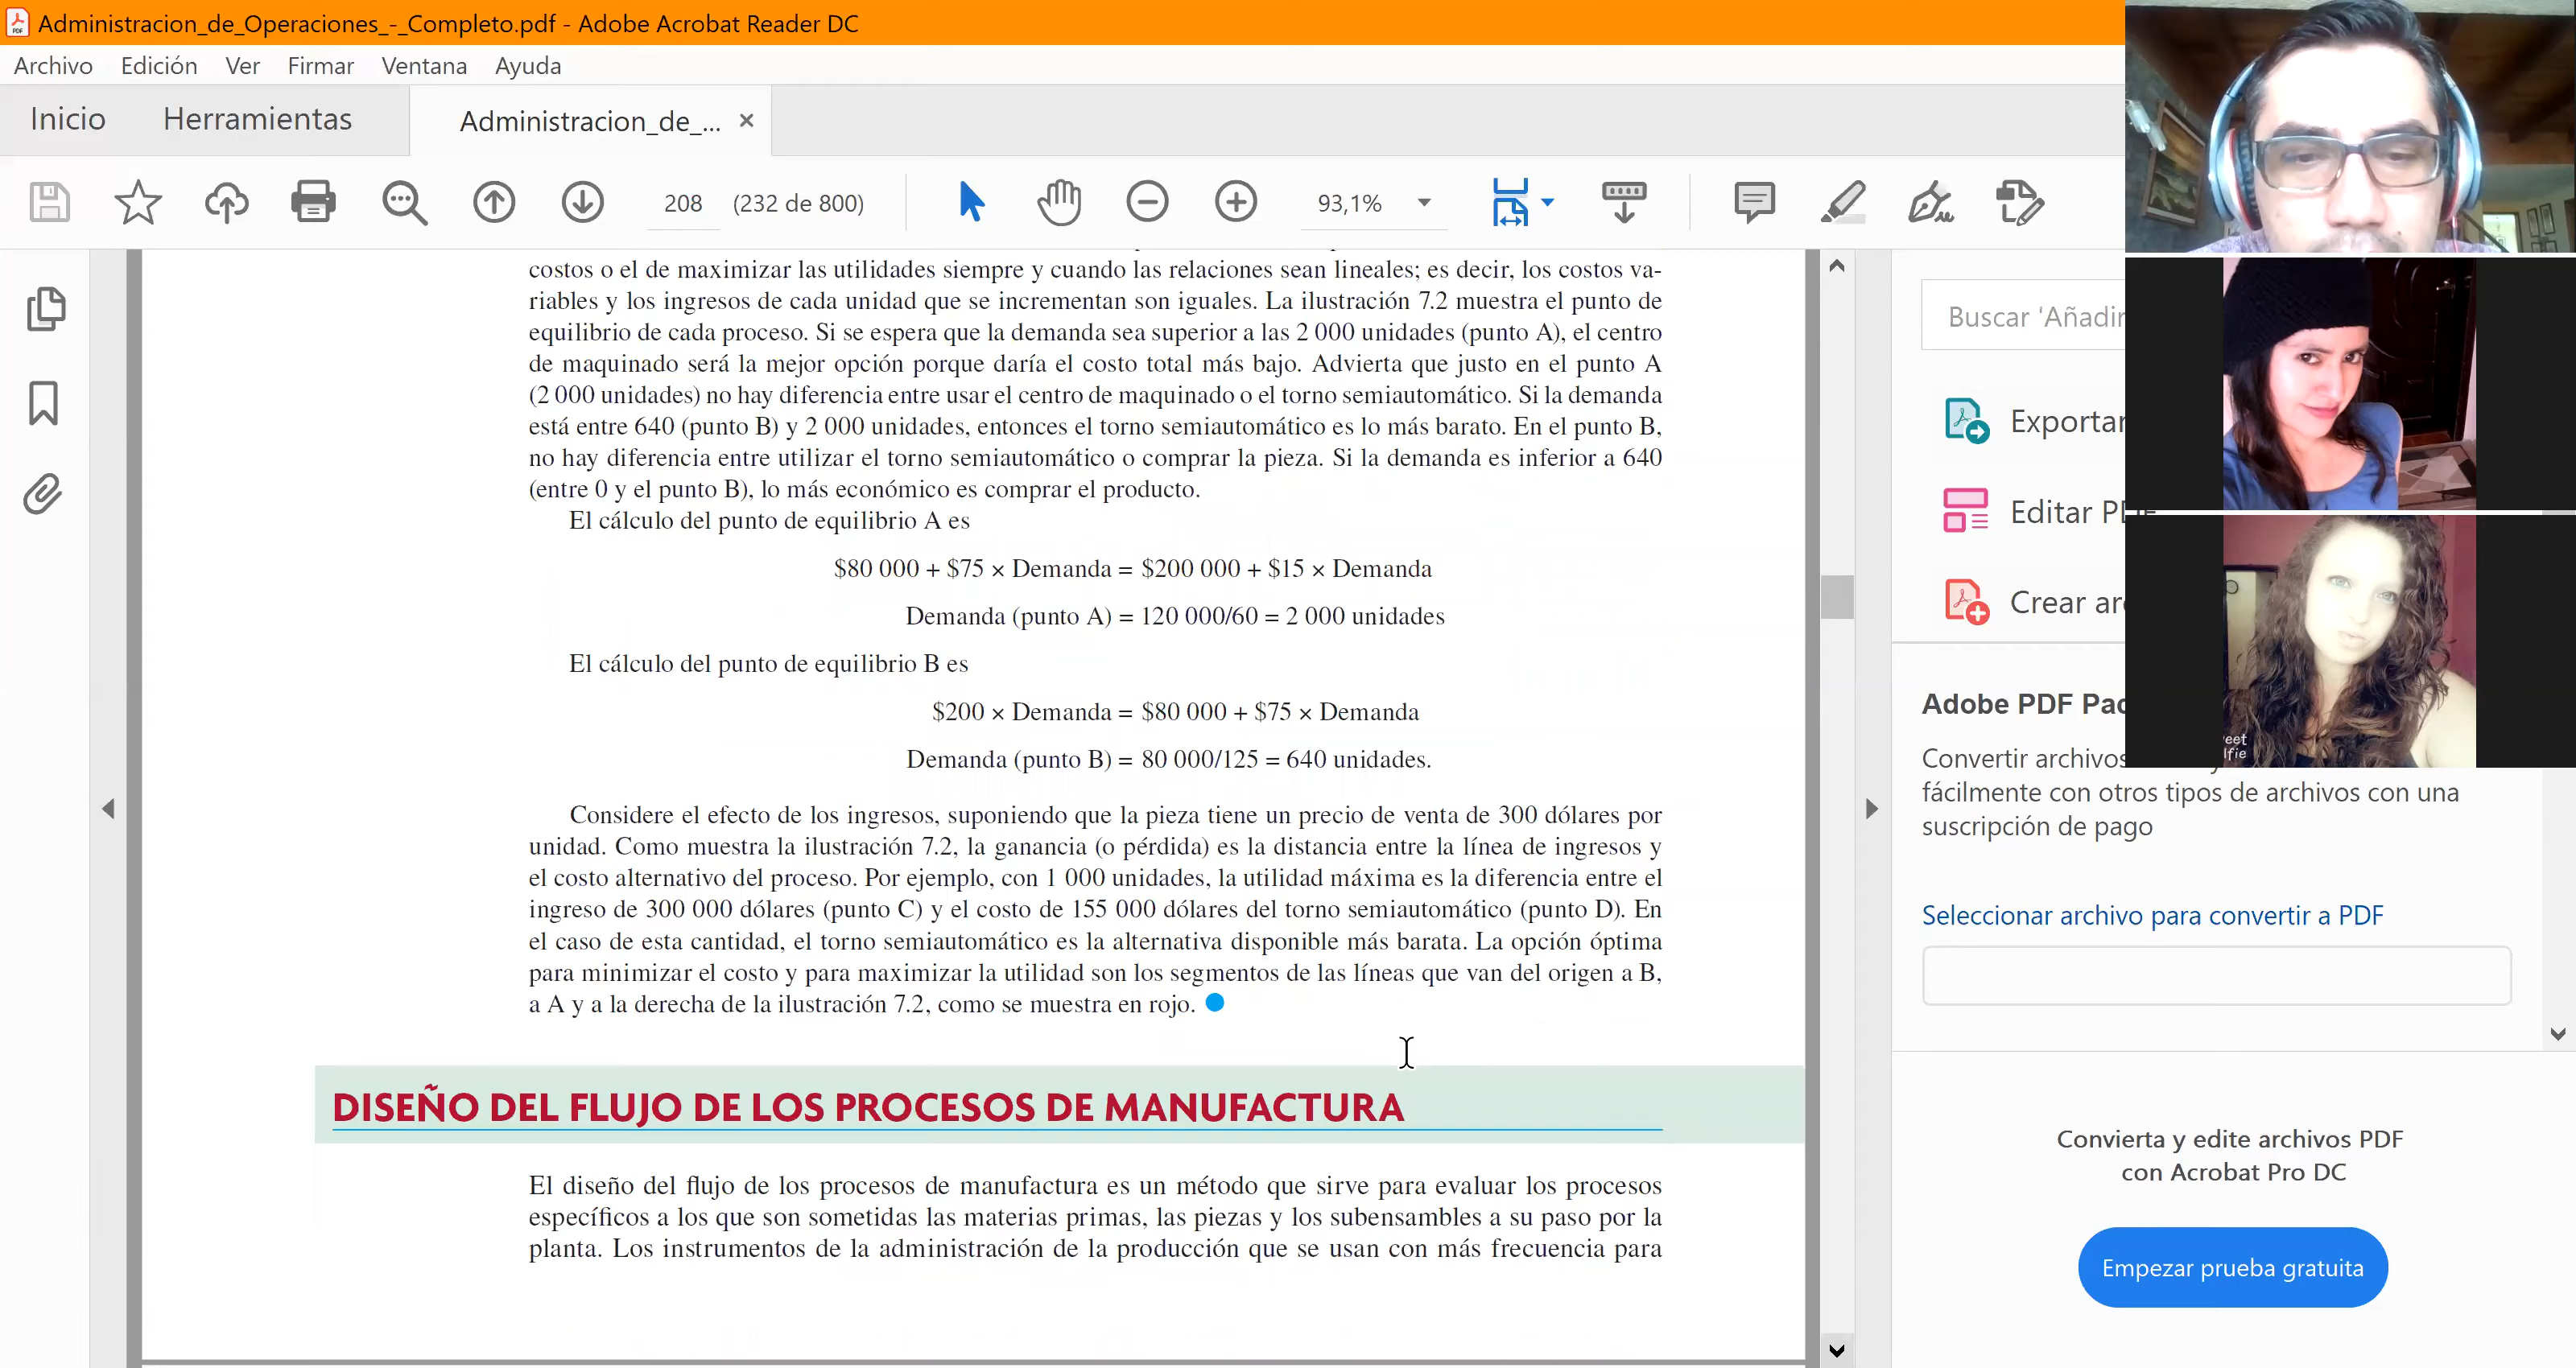 Administracion_de_Operaciones_-_Completo.pdf - Adobe Acrobat Reader DC
Archivo Edición Ver Firmar Ventana Ayuda
Inicio Herramientas Administracion_de_... ×
208 (232 de 800) 93,1%
costos o el de maximizar las utilidades siempre y cuando las relaciones sean lineales; es decir, los costos va-
riables y los ingresos de cada unidad que se incrementan son iguales. La ilustración 7.2 muestra el punto de
equilibrio de cada proceso. Si se espera que la demanda sea superior a las 2 000 unidades (punto A), el centro
de maquinado será la mejor opción porque daría el costo total más bajo. Advierta que justo en el punto A
(2 000 unidades) no hay diferencia entre usar el centro de maquinado o el torno semiautomático. Si la demanda
está entre 640 (punto B) y 2 000 unidades, entonces el torno semiautomático es lo más barato. En el punto B,
no hay diferencia entre utilizar el torno semiautomático o comprar la pieza. Si la demanda es inferior a 640
(entre 0 y el punto B), lo más económico es comprar el producto.
El cálculo del punto de equilibrio A es
$80 000 + $75 × Demanda = $200 000 + $15 × Demanda
Demanda (punto A) = 120 000/60 = 2 000 unidades
El cálculo del punto de equilibrio B es
$200 × Demanda = $80 000 + $75 × Demanda
Demanda (punto B) = 80 000/125 = 640 unidades.
Considere el efecto de los ingresos, suponiendo que la pieza tiene un precio de venta de 300 dólares por
unidad. Como muestra la ilustración 7.2, la ganancia (o pérdida) es la distancia entre la línea de ingresos y
el costo alternativo del proceso. Por ejemplo, con 1 000 unidades, la utilidad máxima es la diferencia entre el
ingreso de 300 000 dólares (punto C) y el costo de 155 000 dólares del torno semiautomático (punto D). En
el caso de esta cantidad, el torno semiautomático es la alternativa disponible más barata. La opción óptima
para minimizar el costo y para maximizar la utilidad son los segmentos de las líneas que van del origen a B,
a A y a la derecha de la ilustración 7.2, como se muestra en rojo.
DISEÑO DEL FLUJO DE LOS PROCESOS DE MANUFACTURA
El diseño del flujo de los procesos de manufactura es un método que sirve para evaluar los procesos
específicos a los que son sometidas las materias primas, las piezas y los subensambles a su paso por la
planta. Los instrumentos de la administración de la producción que se usan con más frecuencia para
Buscar 'Añadir
Exportar
Editar PDF
Crear ar
Adobe PDF Pac
Convertir archivos
fácilmente con otros tipos de archivos con una
suscripción de pago
Seleccionar archivo para convertir a PDF
Convierta y edite archivos PDF
con Acrobat Pro DC
Empezar prueba gratuita
eet
lfie